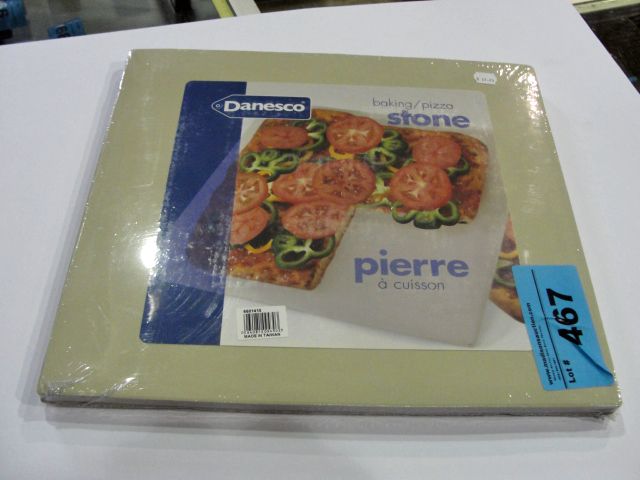 Danesco
baking/pizza
stone
pierre
à cuisson
MADE IN TAIWAN
Lot # 467